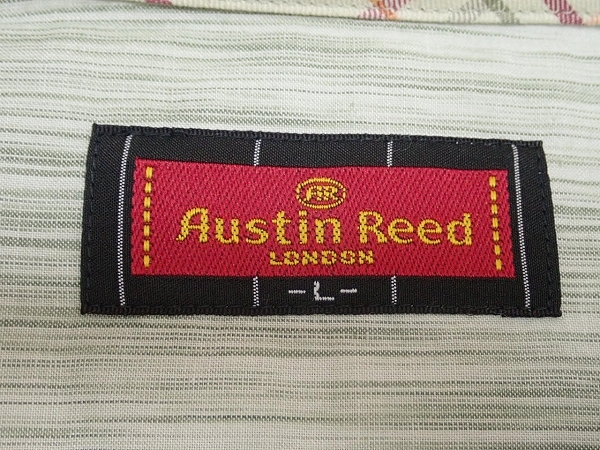 AR
Austin Reed
LONDON
-L-